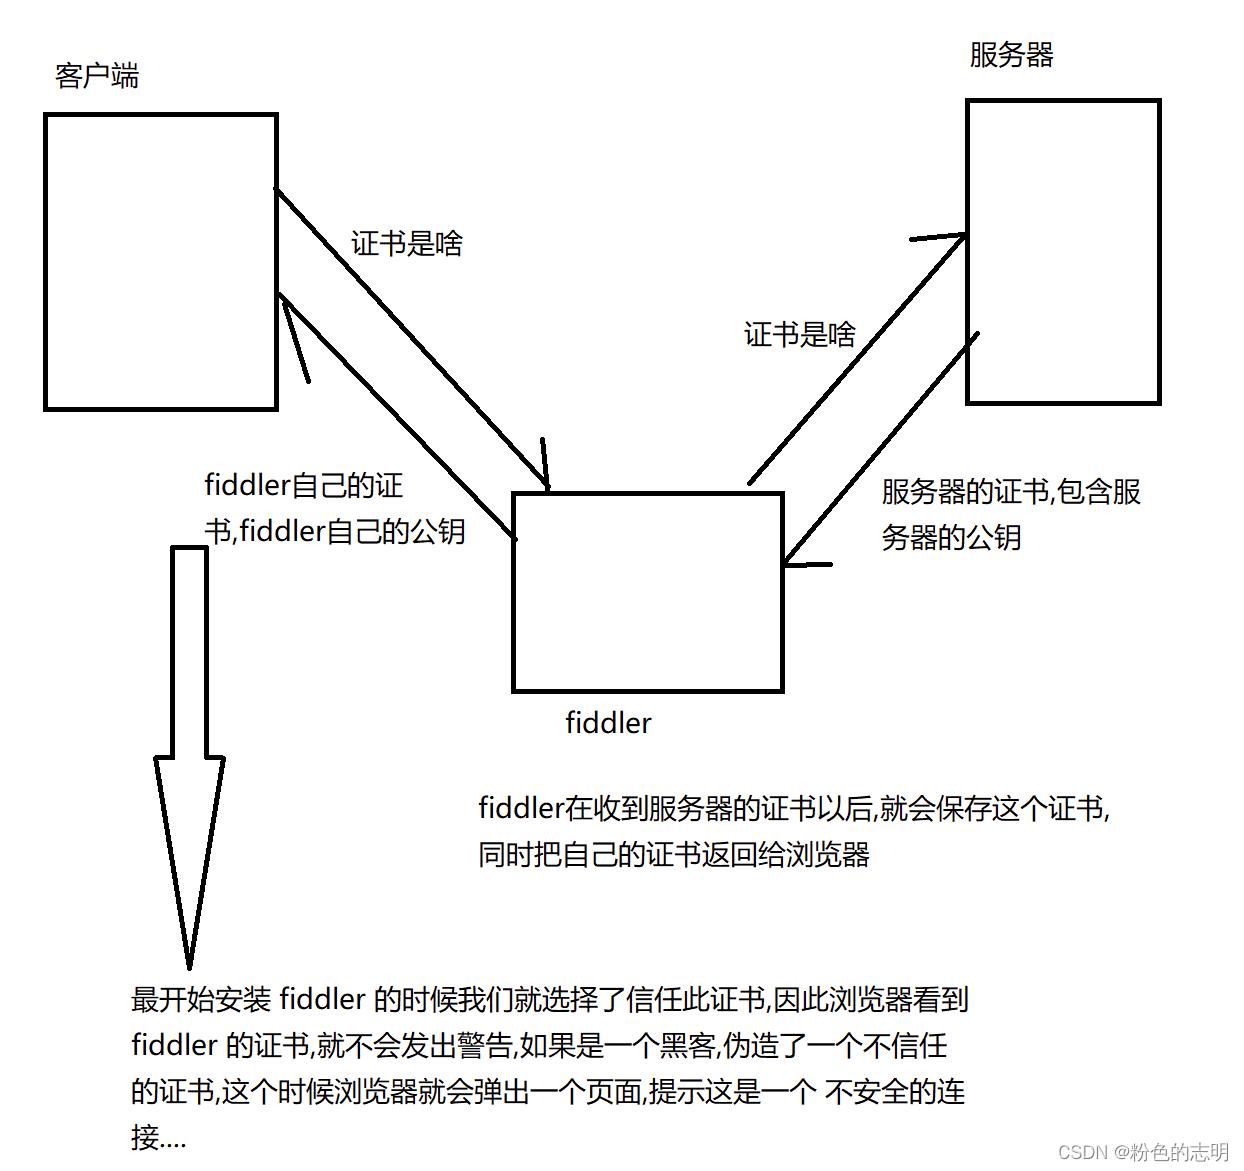 客户端
服务器
证书是啥
证书是啥
fiddler自己的证
书,fiddler自己的公钥
服务器的证书,包含服
务器的公钥
fiddler
fiddler在收到服务器的证书以后,就会保存这个证书,
同时把自己的证书返回给浏览器
最开始安装 fiddler 的时候我们就选择了信任此证书,因此浏览器看到
fiddler 的证书,就不会发出警告,如果是一个黑客,伪造了一个不信任
的证书,这个时候浏览器就会弹出一个页面,提示这是一个 不安全的连
接....
CSDN @粉色的志明